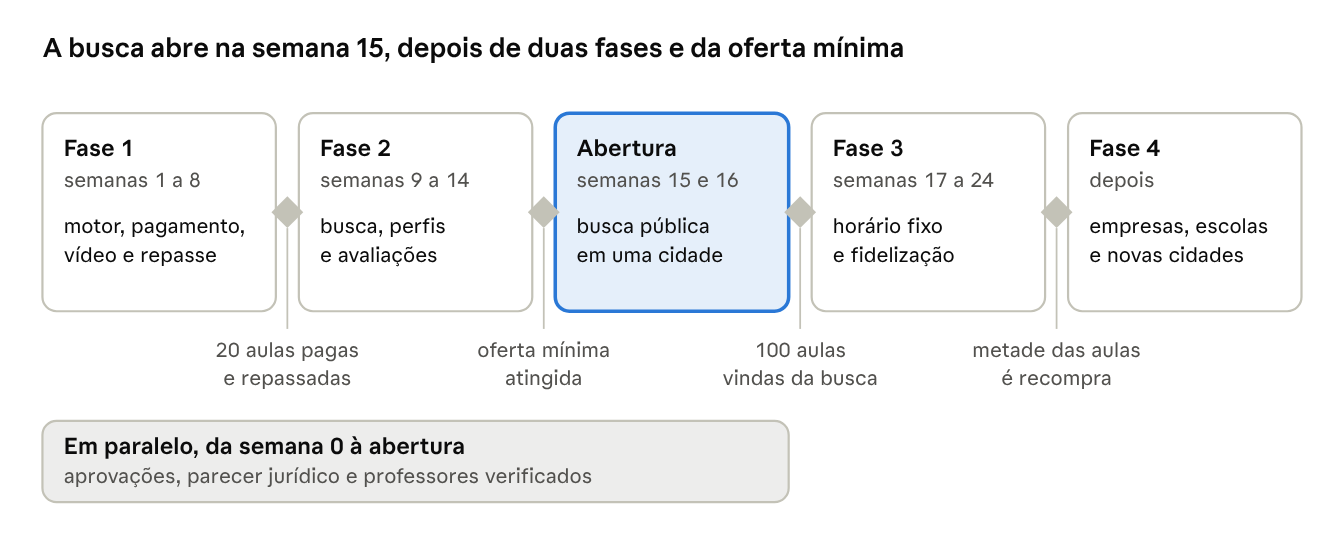 A busca abre na semana 15, depois de duas fases e da oferta mínima
Fase 1
semanas 1 a 8
motor, pagamento,
vídeo e repasse
Fase 2
semanas 9 a 14
busca, perfis
e avaliações
Abertura
semanas 15 e 16
busca pública
em uma cidade
Fase 3
semanas 17 a 24
horário fixo
e fidelização
Fase 4
depois
empresas, escolas
e novas cidades
20 aulas pagas
e repassadas
oferta mínima
atingida
100 aulas
vindas da busca
metade das aulas
é recompra
Em paralelo, da semana 0 à abertura
aprovações, parecer jurídico e professores verificados